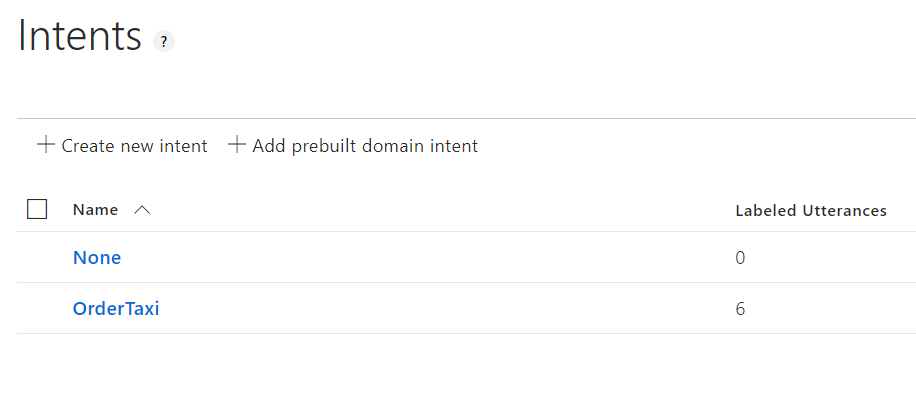 Intents ?
+ Create new intent + Add prebuilt domain intent
Name Labeled Utterances
None 0
OrderTaxi 6